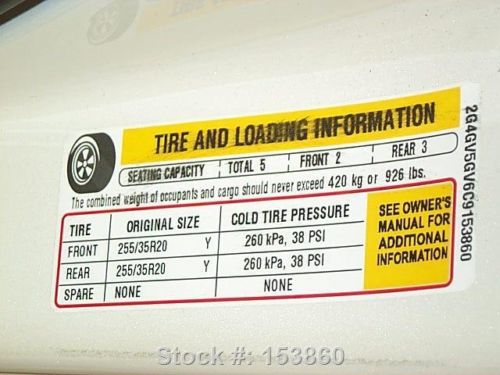 TIRE AND LOADING INFORMATION
SEATING CAPACITY TOTAL 5 FRONT 2 REAR 3
The combined weight of occupants and cargo should never exceed 420 kg or 926 lbs.
TIRE ORIGINAL SIZE COLD TIRE PRESSURE
FRONT 255/35R20 Y 260 kPa, 38 PSI
REAR 255/35R20 Y 260 kPa, 38 PSI
SPARE NONE NONE
SEE OWNER'S
MANUAL FOR
ADDITIONAL
INFORMATION
2G4GV5GV6C9153860
Stock #: 153860